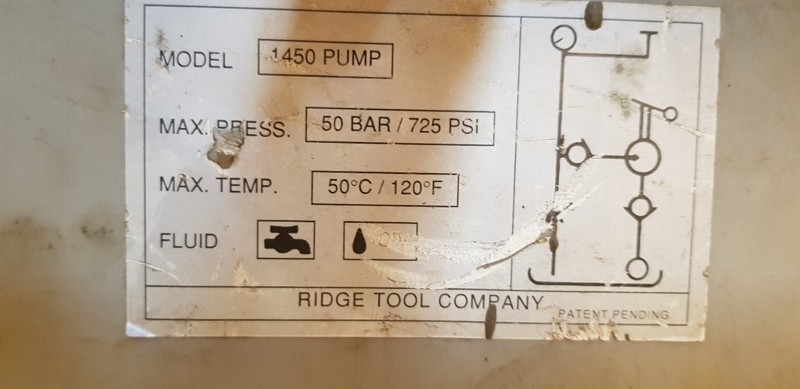 MODEL 1450 PUMP
MAX. PRESS. 50 BAR / 725 PSI
MAX. TEMP. 50°C / 120°F
FLUID
RIDGE TOOL COMPANY
PATENT PENDING